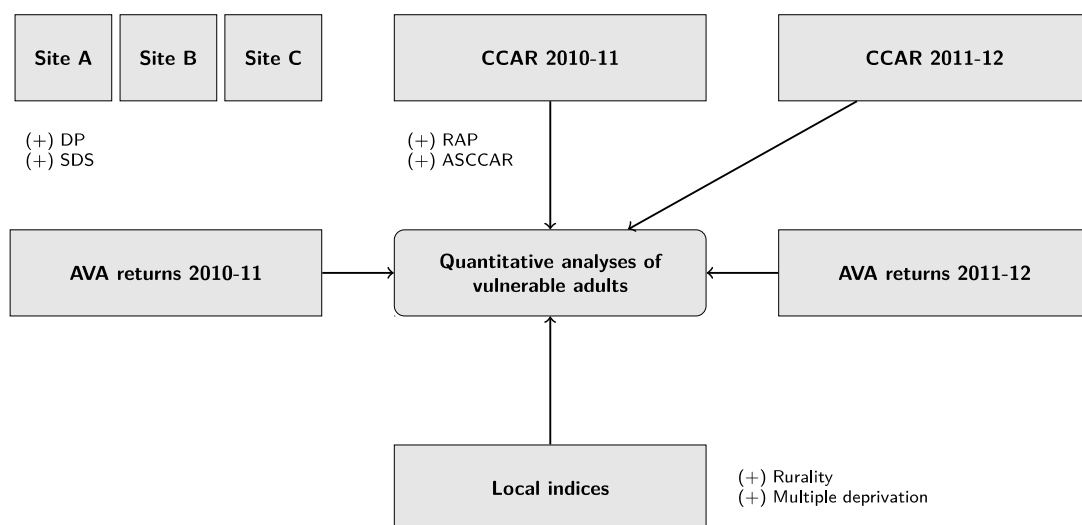 Site A
Site B
Site C
CCAR 2010-11
CCAR 2011-12
(+) DP
(+) SDS
(+) RAP
(+) ASCCAR
AVA returns 2010-11
Quantitative analyses of
vulnerable adults
AVA returns 2011-12
Local indices
(+) Rurality
(+) Multiple deprivation